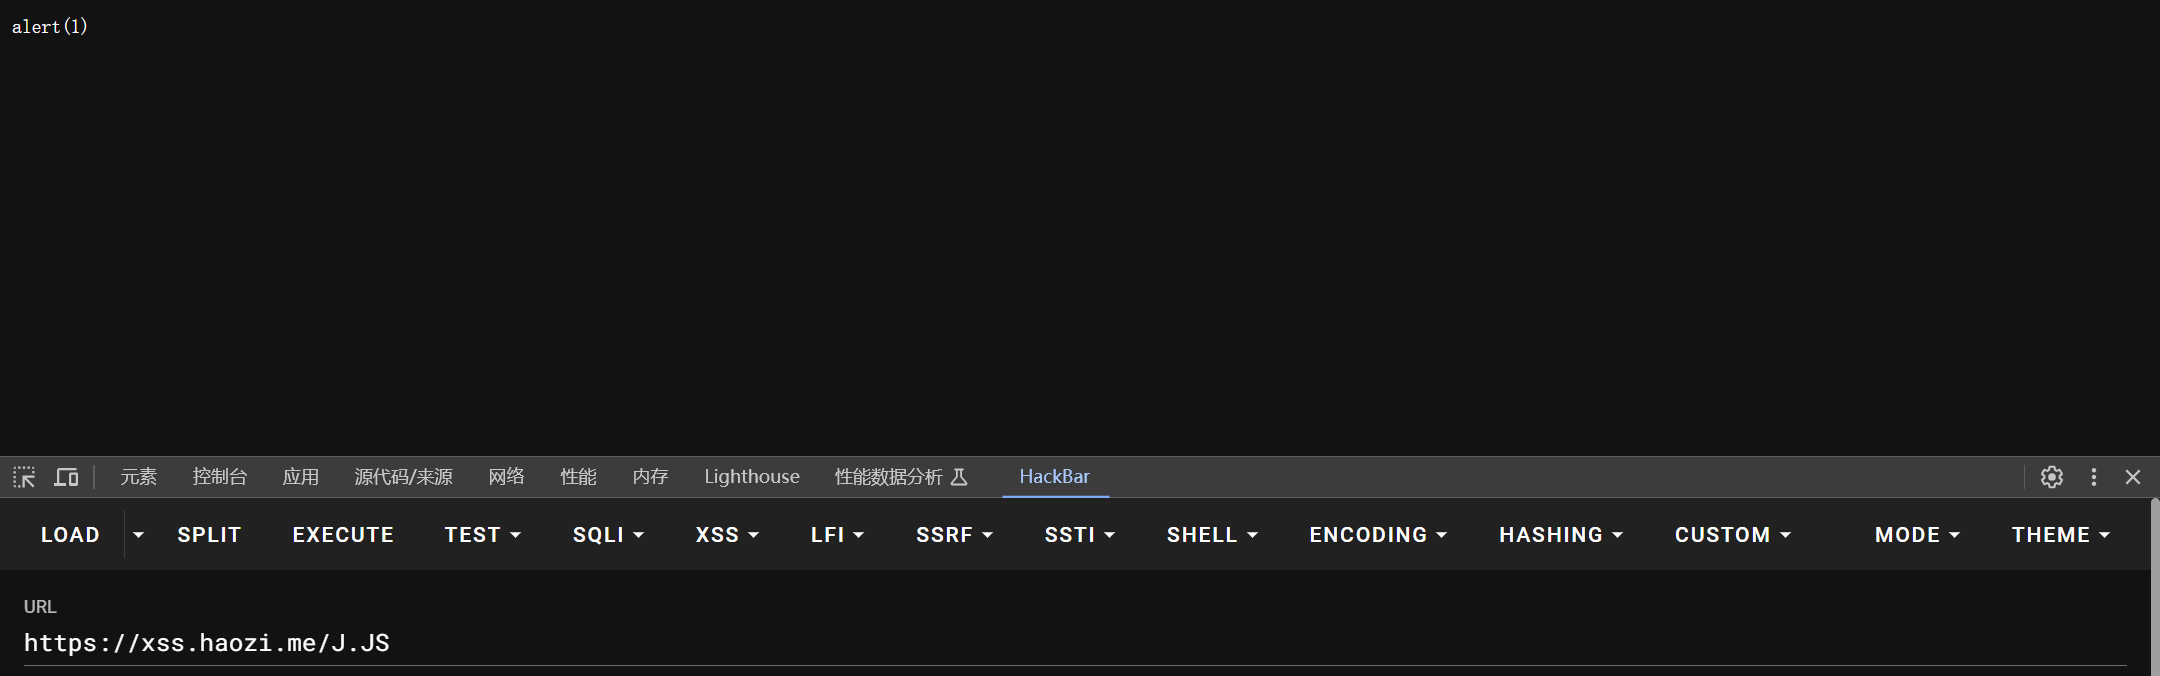 alert(1)
元素 控制台 应用 源代码/来源 网络 性能 内存 Lighthouse 性能数据分析 HackBar
LOAD SPLIT EXECUTE TEST SQLI XSS LFI SSRF SSTI SHELL ENCODING HASHING CUSTOM MODE THEME
URL
https://xss.haozi.me/J.JS